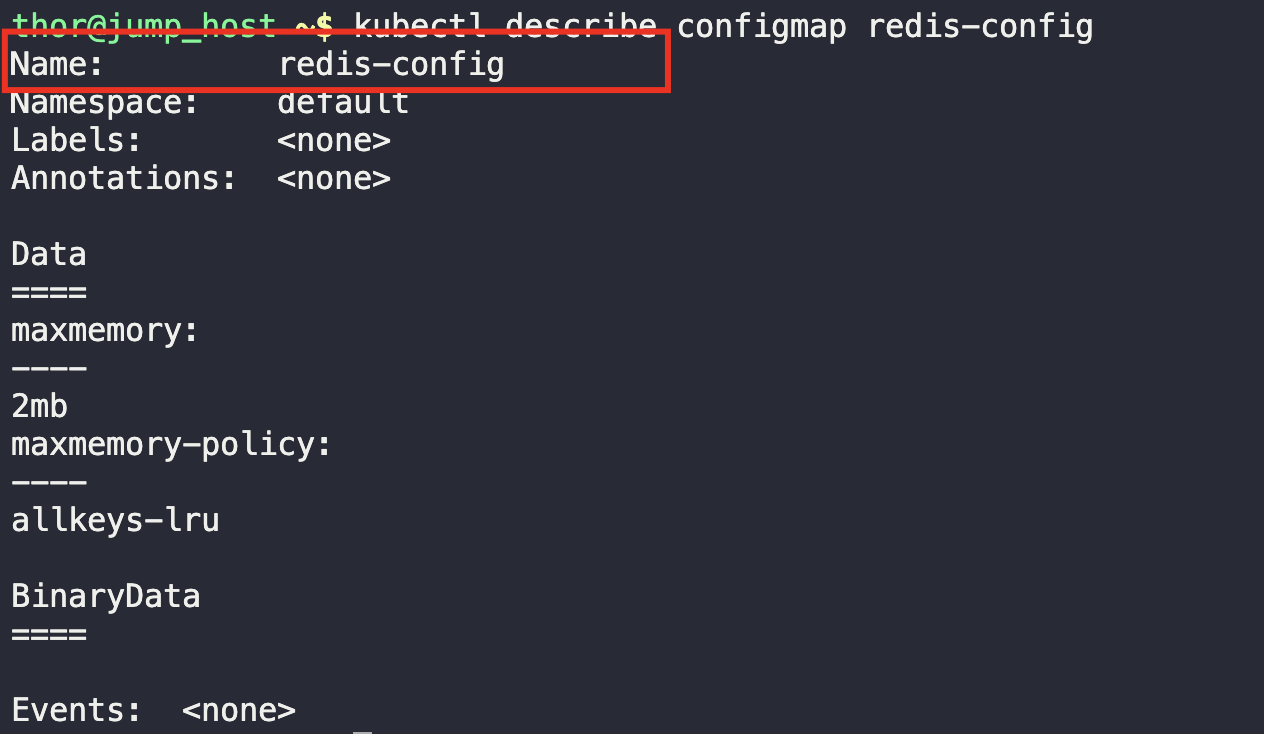 thor@jump_host ~$ kubectl describe configmap redis-config
Name:         redis-config
Namespace:    default
Labels:       <none>
Annotations:  <none>

Data
====
maxmemory:
----
2mb
maxmemory-policy:
----
allkeys-lru

BinaryData
====

Events:  <none>